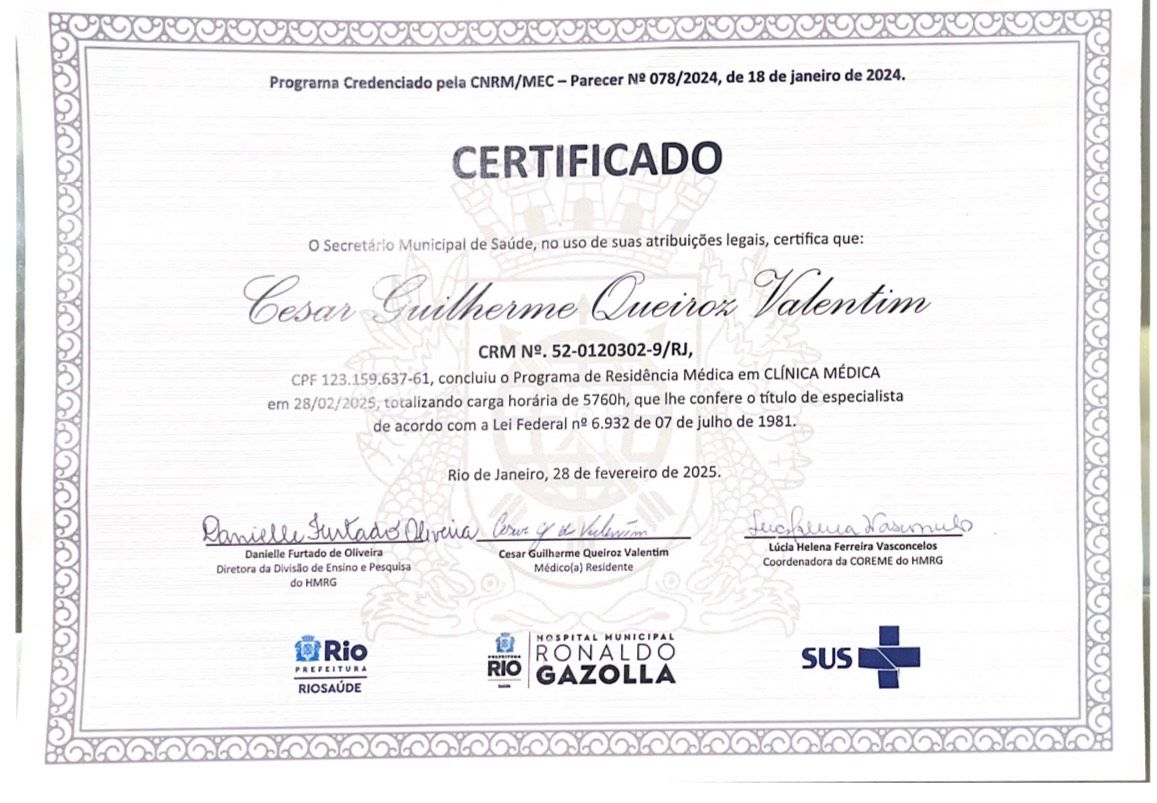 Programa Credenciado pela CNRM/MEC – Parecer Nº 078/2024, de 18 de janeiro de 2024.
CERTIFICADO
O Secretário Municipal de Saúde, no uso de suas atribuições legais, certifica que:
Cesar Guilherme Queiroz Valentim
CRM Nº. 52-0120302-9/RJ,
CPF 123.159.637-61, concluiu o Programa de Residência Médica em CLÍNICA MÉDICA
em 28/02/2025, totalizando carga horária de 5760h, que lhe confere o título de especialista
de acordo com a Lei Federal nº 6.932 de 07 de julho de 1981.
Rio de Janeiro, 28 de fevereiro de 2025.
Danielle Furtado Oliveira
Danielle Furtado de Oliveira
Diretora da Divisão de Ensino e Pesquisa
do HMRG
Cesar Guilherme Queiroz Valentim
Médico(a) Residente
Lúcia Helena Ferreira Vasconcelos
Coordenadora da COREME do HMRG
Rio
PREFEITURA
RIOSAÚDE
PREFEITURA
RIO
Saúde
HOSPITAL MUNICIPAL
RONALDO
GAZOLLA
SUS